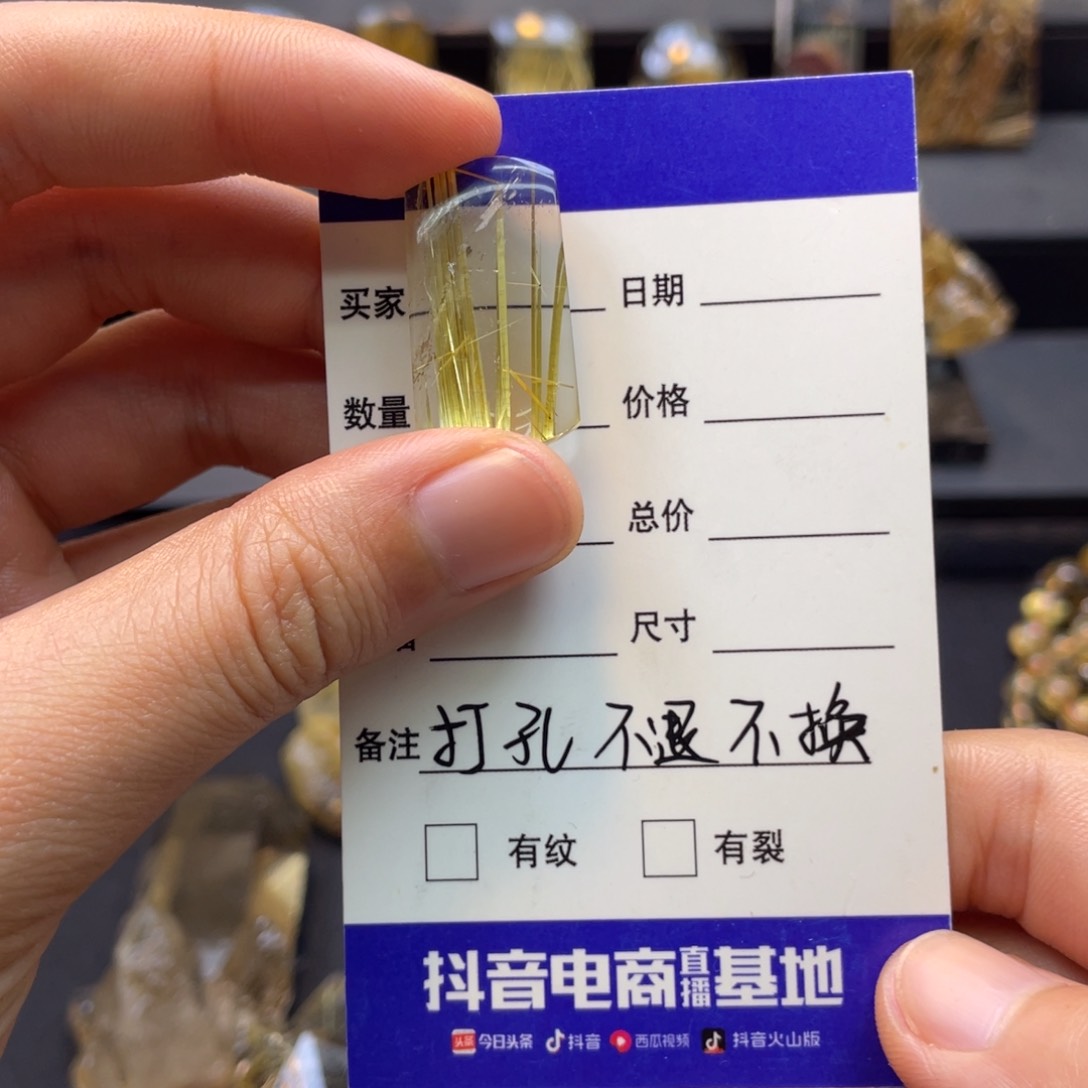 买家 日期
数量 价格
总价
尺寸
备注 打孔 不退 不换
有纹 有裂
抖音电商直播基地
头条 今日头条 抖音 西瓜视频 抖音火山版